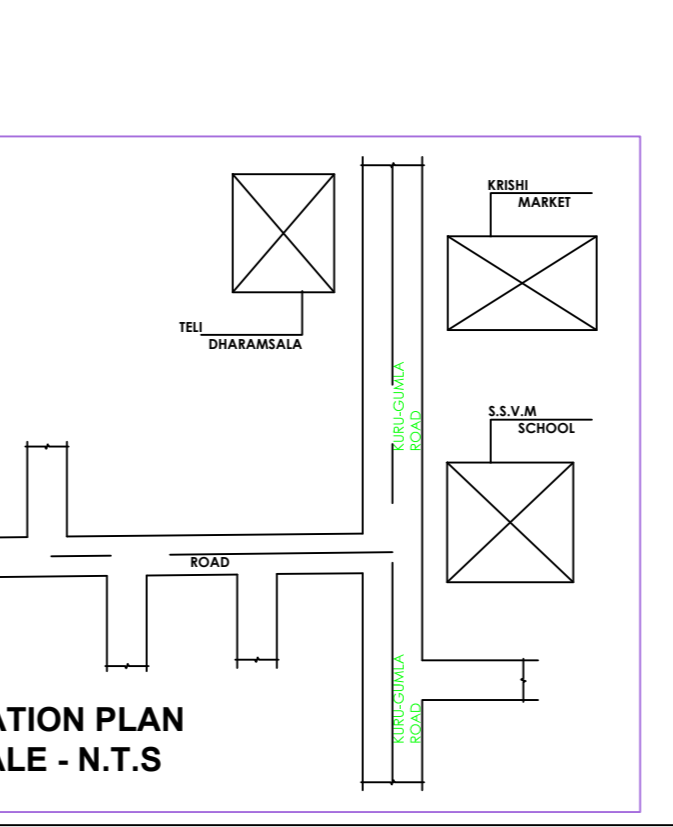 KRISHI
MARKET
TELI
DHARAMSALA
KURU-GUMLA
ROAD
S.S.V.M
SCHOOL
ROAD
KURU-GUMLA
ROAD
ATION PLAN
ALE - N.T.S